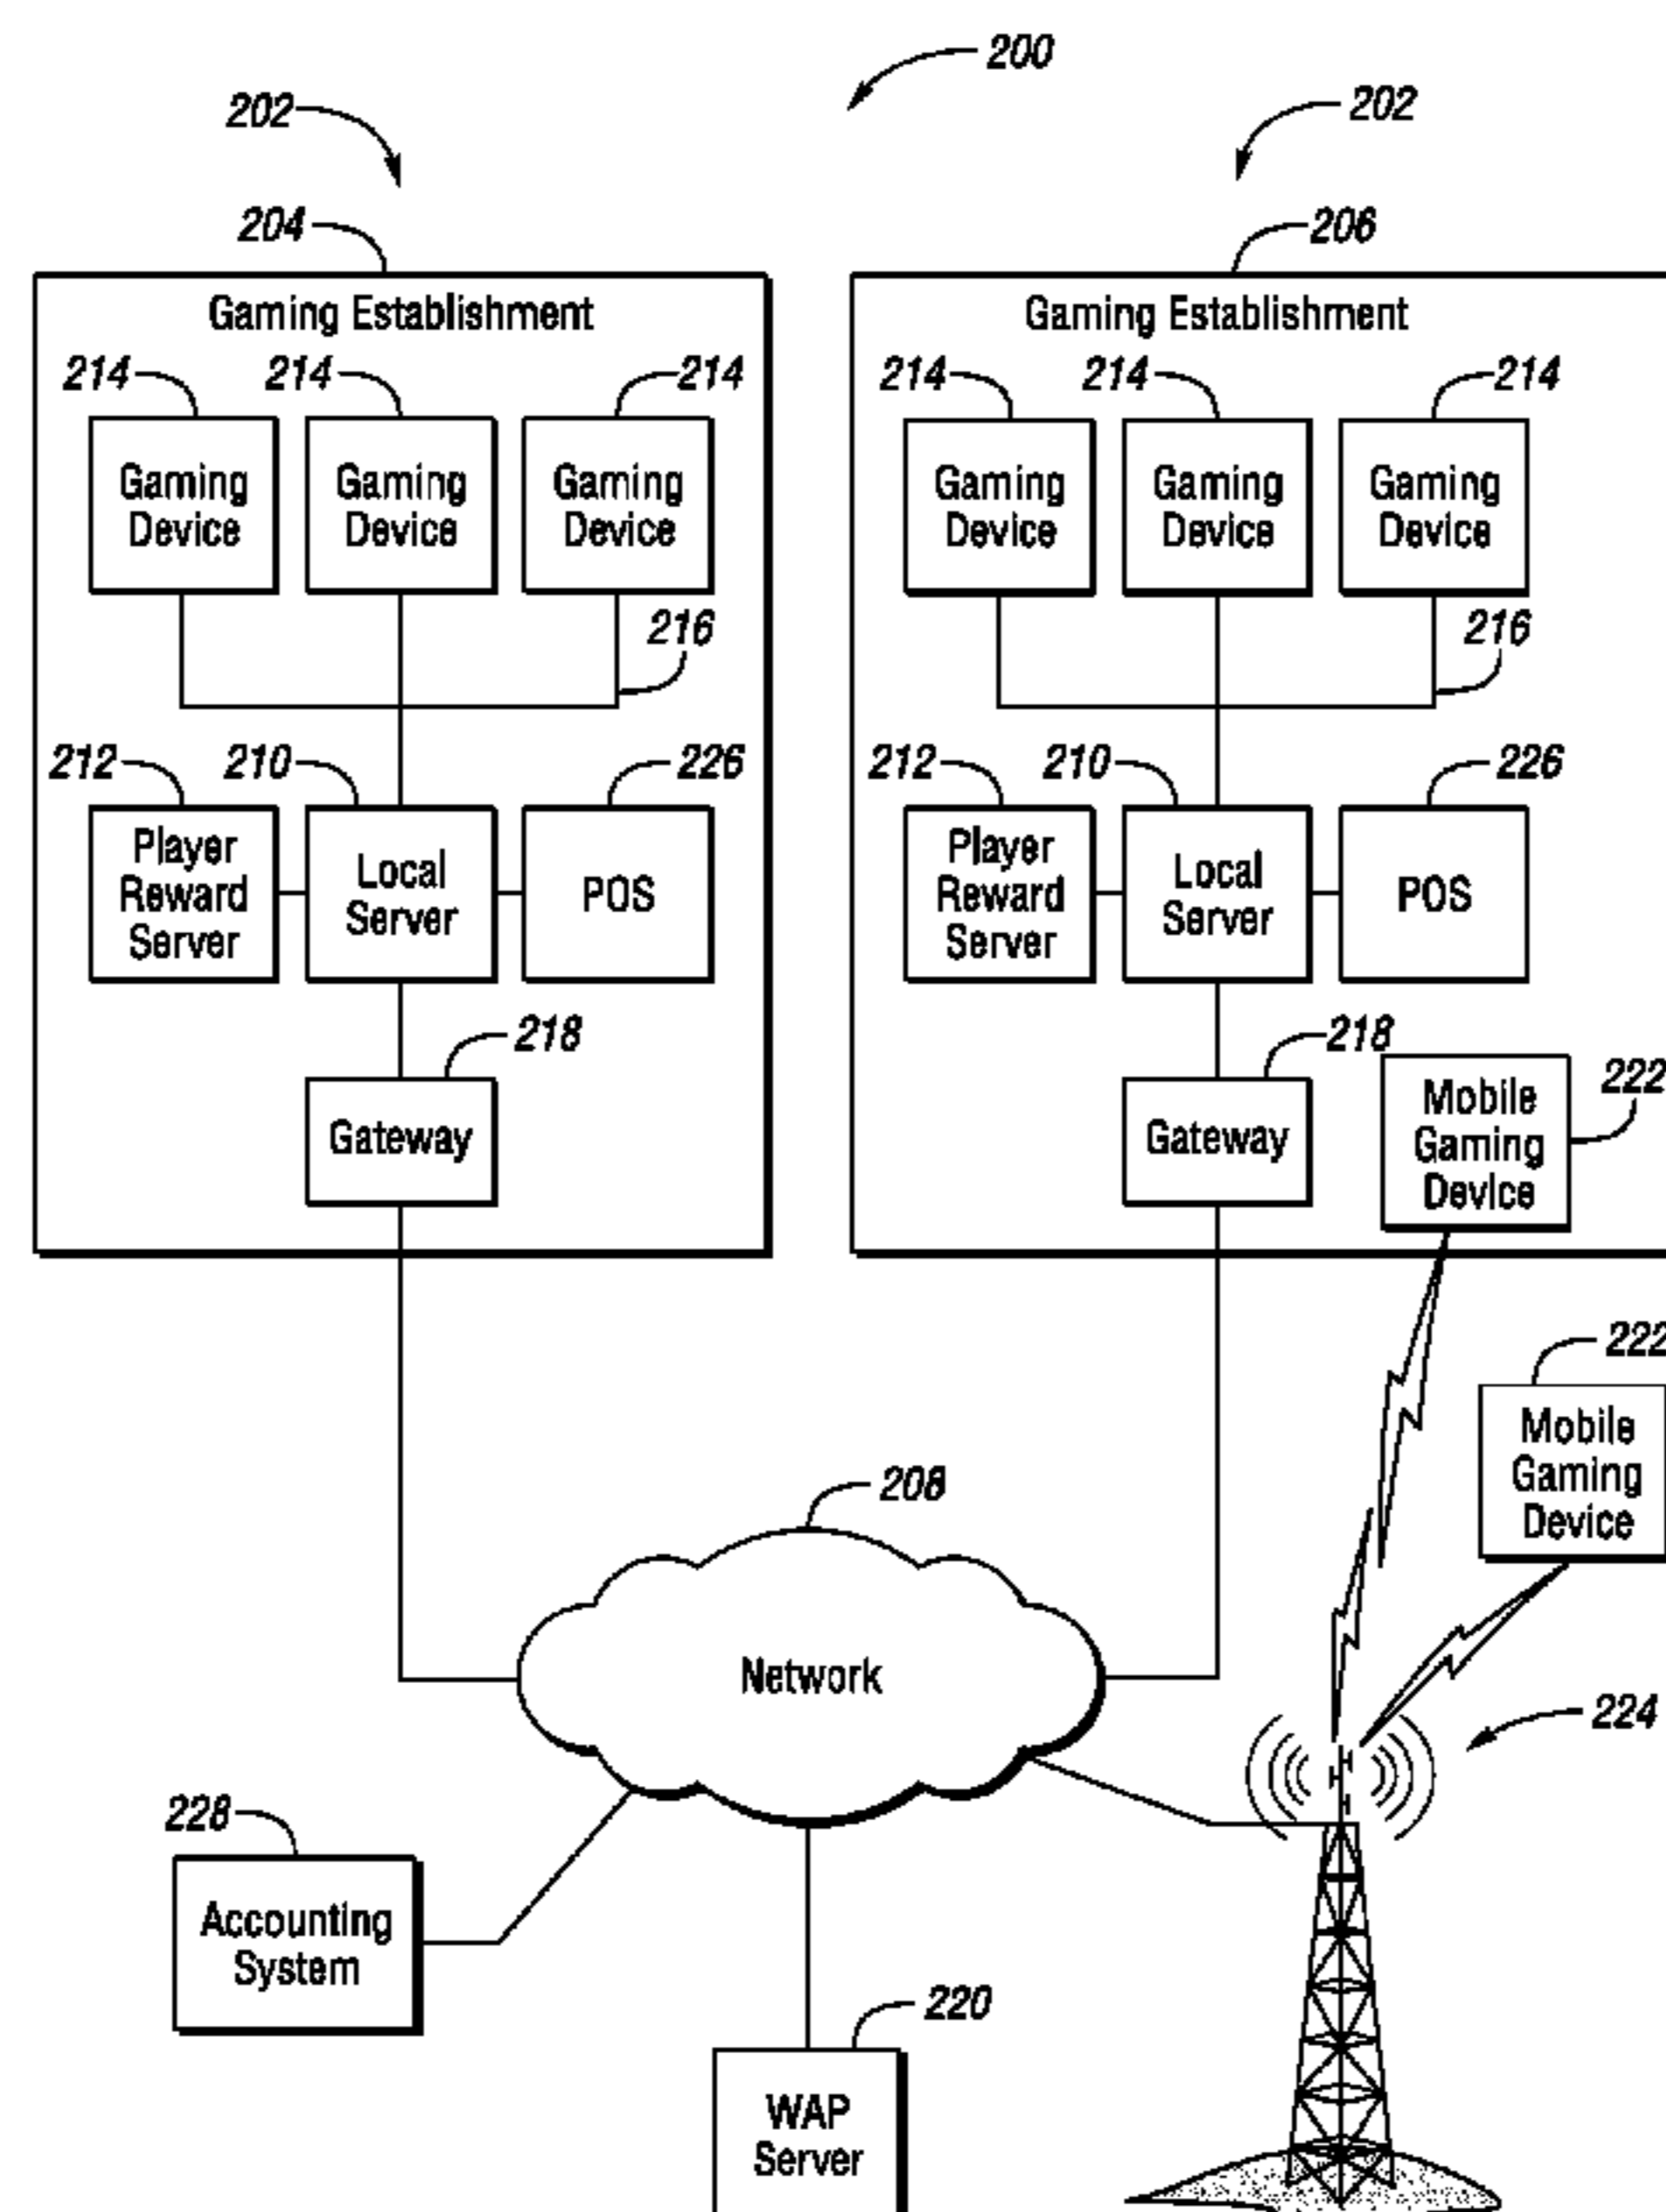 200
202
202
204
206
Gaming Establishment
214
214
214
Gaming
Device
Gaming
Device
Gaming
Device
216
212
210
226
Player
Reward
Server
Local
Server
POS
218
Gateway
Gaming Establishment
214
214
214
Gaming
Device
Gaming
Device
Gaming
Device
216
212
210
226
Player
Reward
Server
Local
Server
POS
218
Gateway
222
Mobile
Gaming
Device
222
Mobile
Gaming
Device
208
Network
224
228
Accounting
System
220
WAP
Server